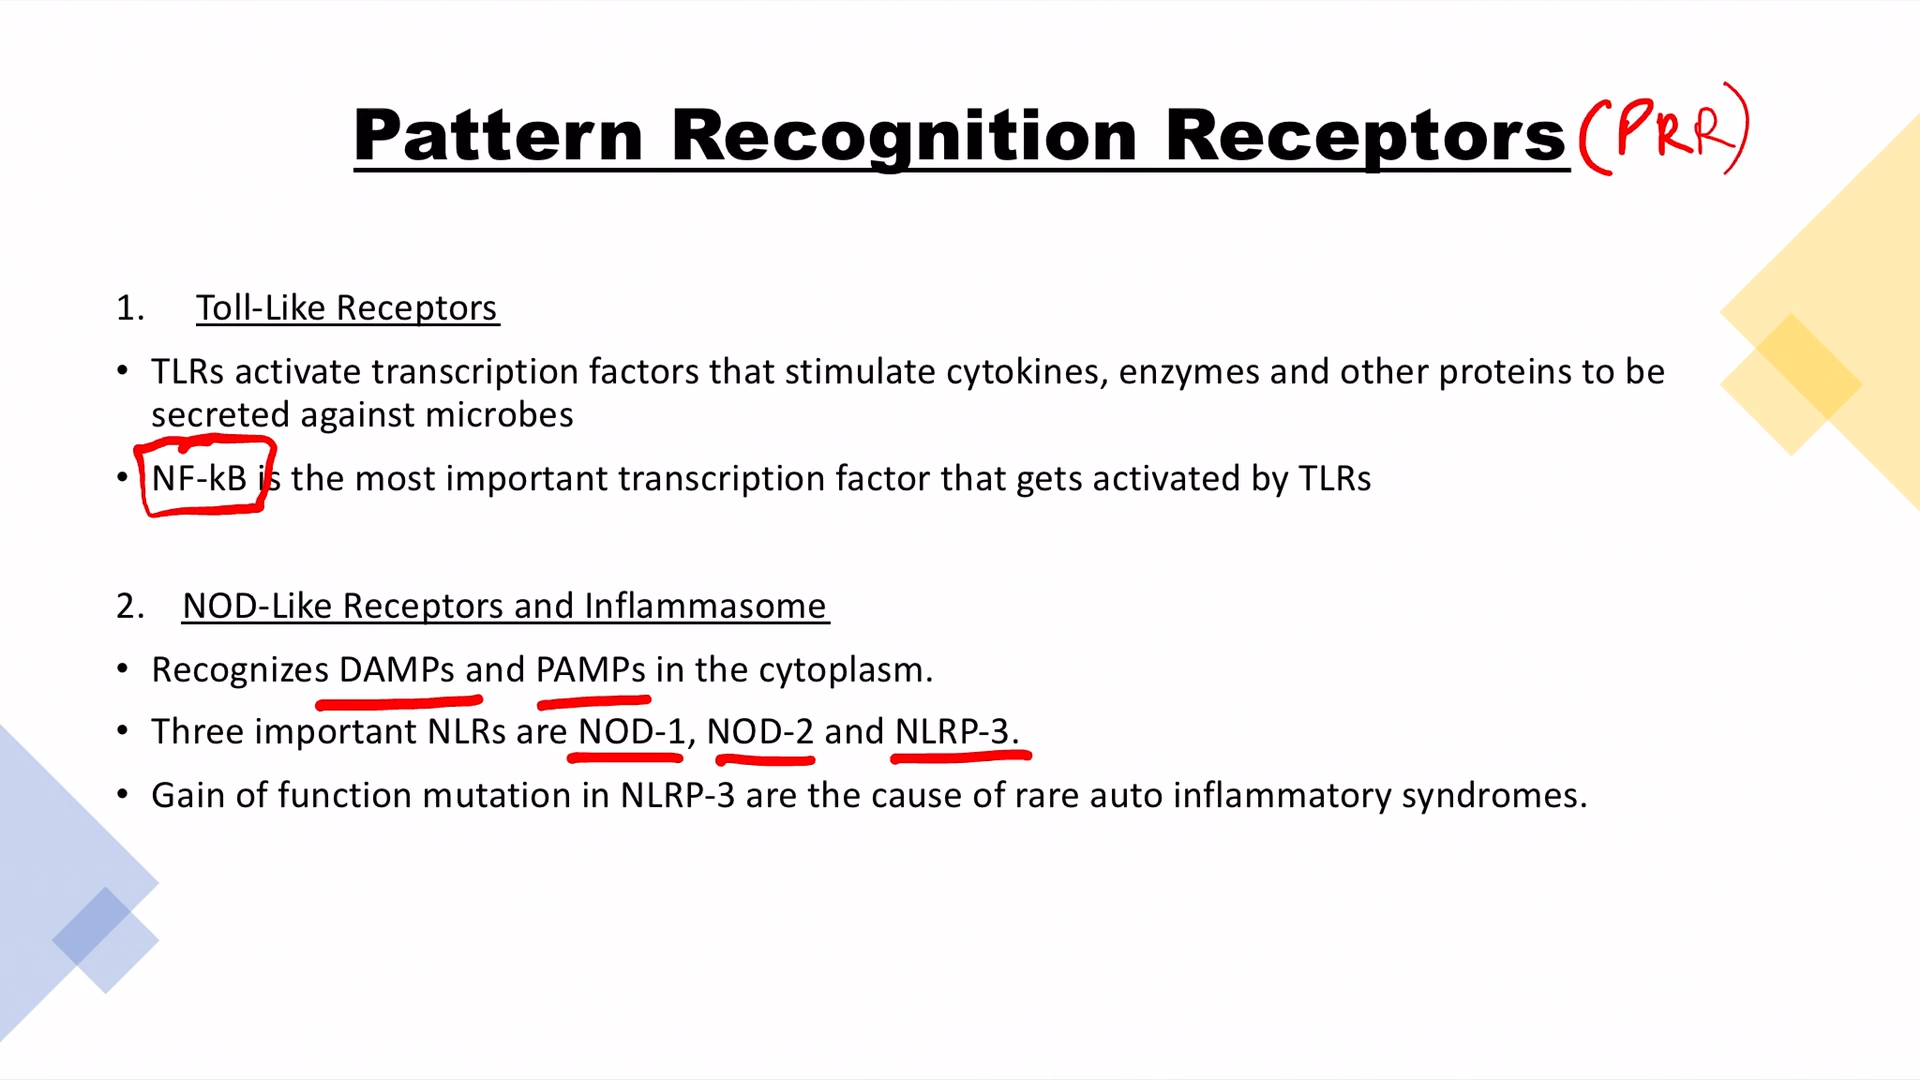 Pattern Recognition Receptors (PRR)
1. Toll-Like Receptors
• TLRs activate transcription factors that stimulate cytokines, enzymes and other proteins to be
secreted against microbes
• NF-kB is the most important transcription factor that gets activated by TLRs
2. NOD-Like Receptors and Inflammasome
• Recognizes DAMPs and PAMPs in the cytoplasm.
• Three important NLRs are NOD-1, NOD-2 and NLRP-3.
• Gain of function mutation in NLRP-3 are the cause of rare auto inflammatory syndromes.